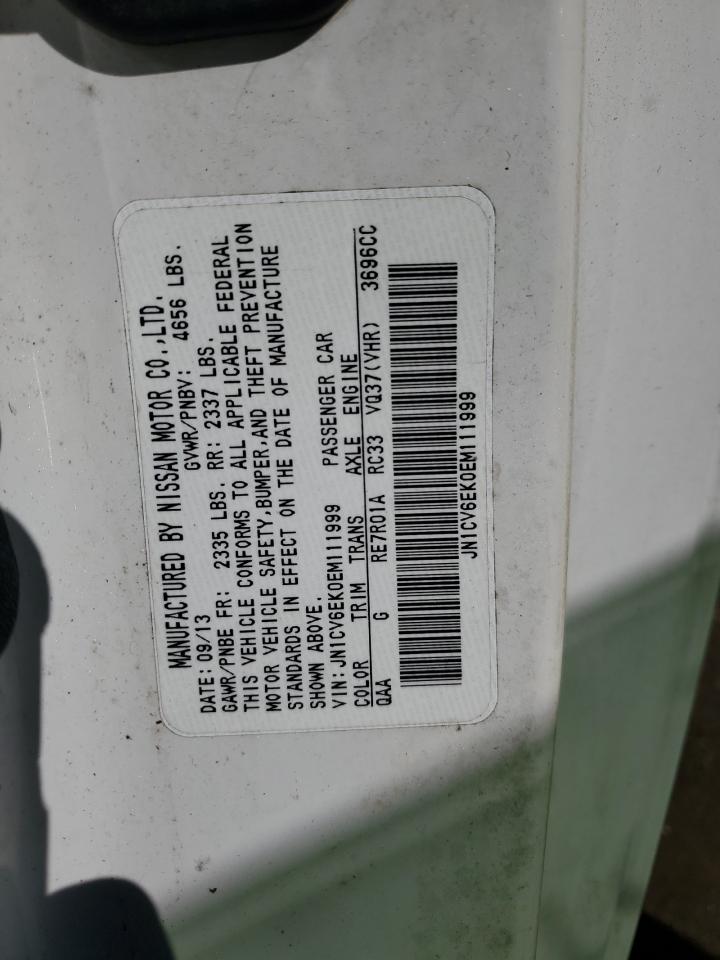 MANUFACTURED BY NISSAN MOTOR CO.,LTD.
DATE: 09/13 GVWR/PNBV: 4656 LBS.
GAWR/PNBE FR: 2335 LBS. RR: 2337 LBS.
THIS VEHICLE CONFORMS TO ALL APPLICABLE FEDERAL
MOTOR VEHICLE SAFETY,BUMPER,AND THEFT PREVENTION
STANDARDS IN EFFECT ON THE DATE OF MANUFACTURE
SHOWN ABOVE.
VIN:JN1CV6EK0EM111999 PASSENGER CAR
COLOR TRIM TRANS AXLE ENGINE
QAA G RE7R01A RC33 VQ37(VHR) 3696CC
JN1CV6EK0EM111999